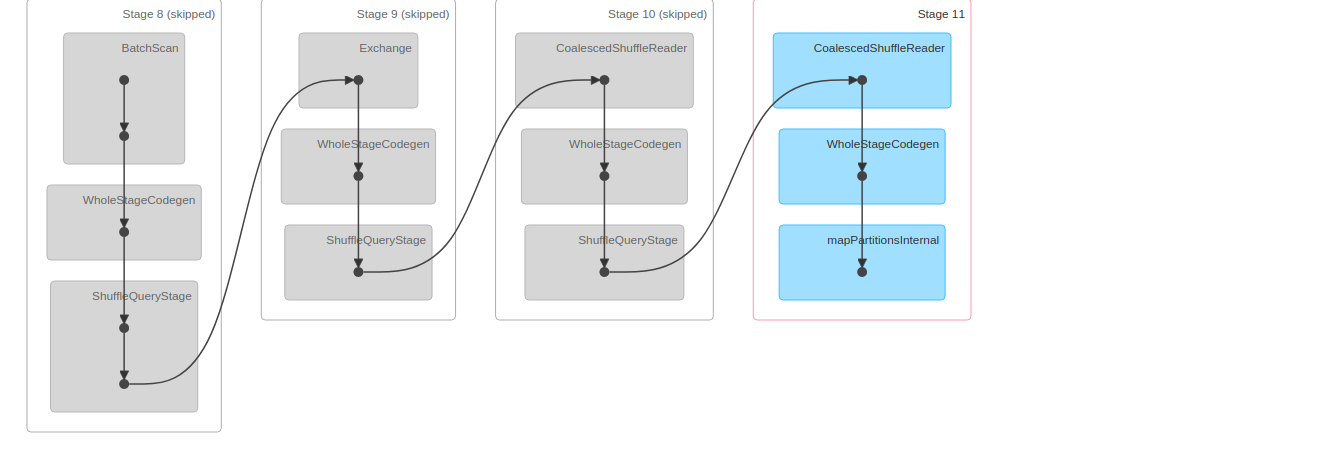 Stage 8 (skipped)
BatchScan
WholeStageCodegen
ShuffleQueryStage
Stage 9 (skipped)
Exchange
WholeStageCodegen
ShuffleQueryStage
Stage 10 (skipped)
CoalescedShuffleReader
WholeStageCodegen
ShuffleQueryStage
Stage 11
CoalescedShuffleReader
WholeStageCodegen
mapPartitionsInternal